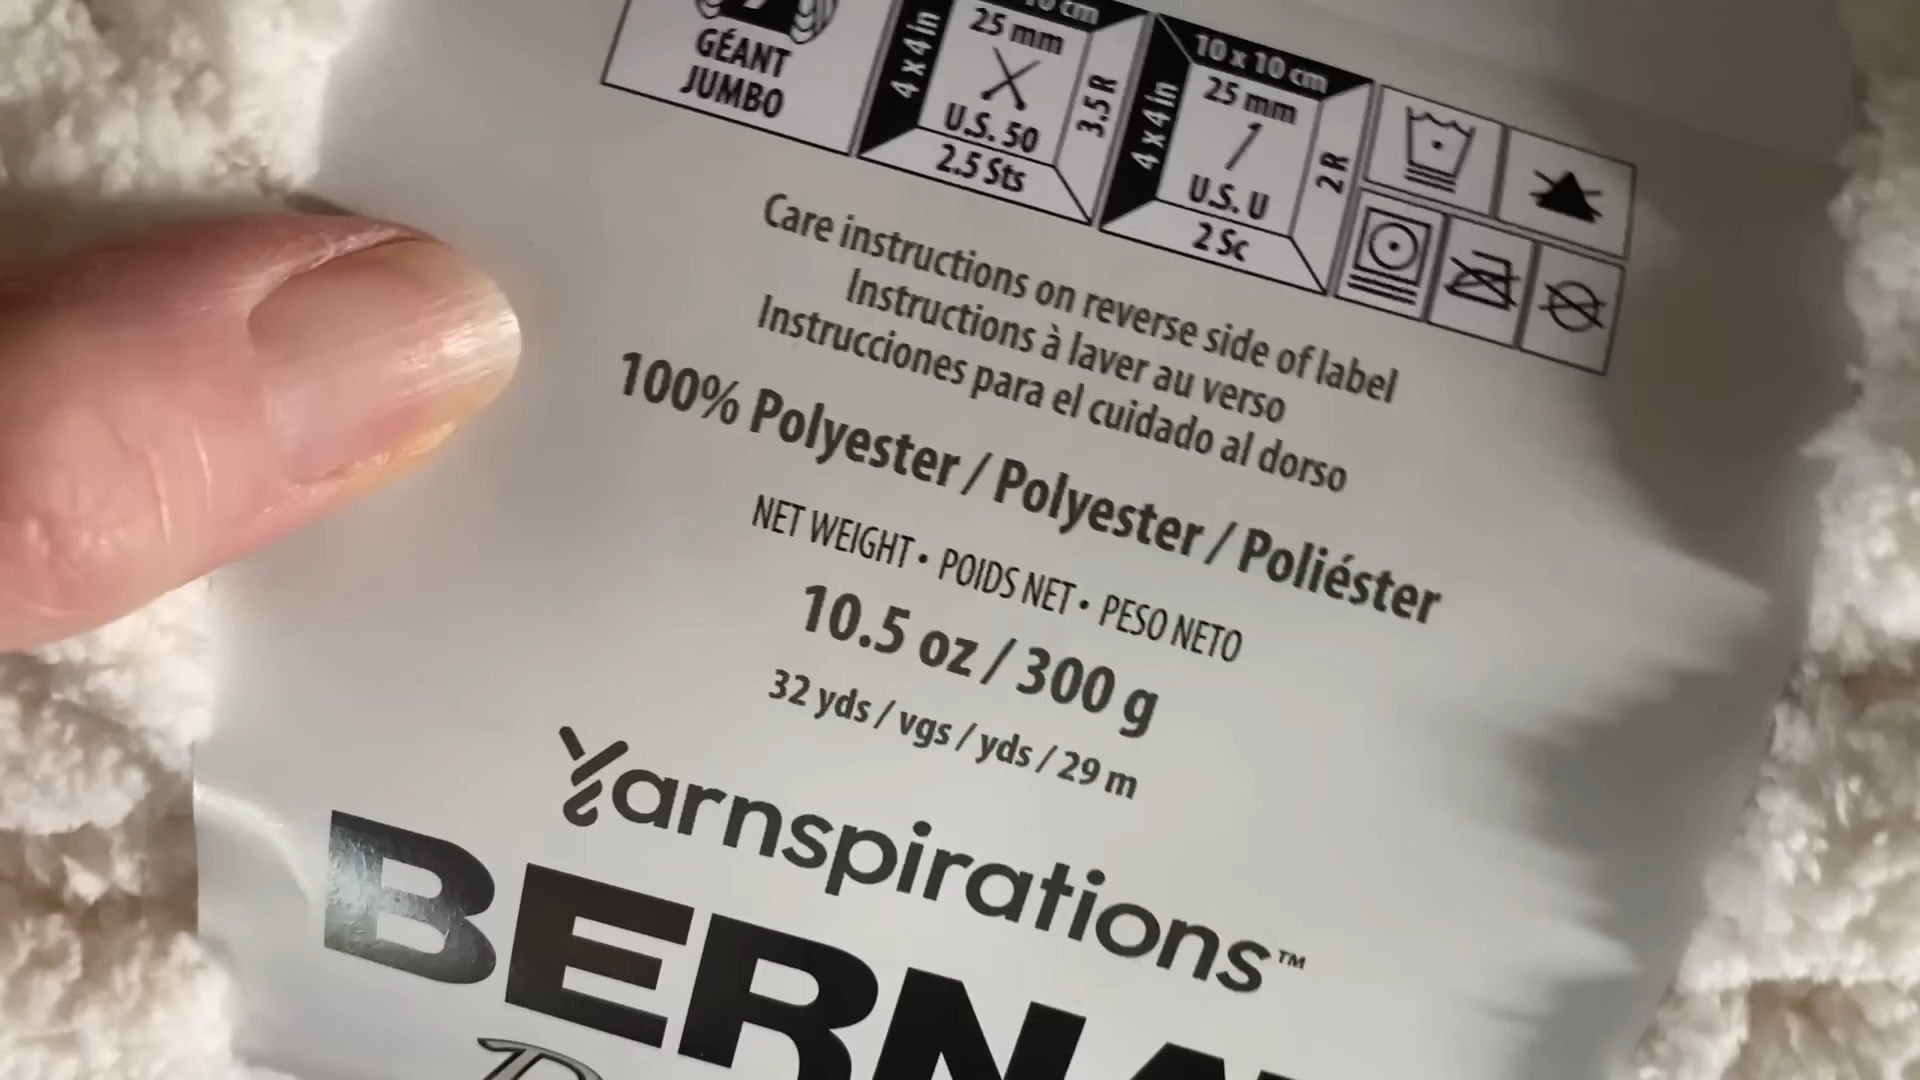 GÉANT
JUMBO
4 x 4 in
10 cm
25 mm
U.S. 50
2.5 Sts
3.5 R
4 x 4 in
10 x 10 cm
25 mm
U.S. U
2 Sc
2 R
Care instructions on reverse side of label
Instructions à laver au verso
Instrucciones para el cuidado al dorso
100% Polyester / Polyester / Poliéster
NET WEIGHT • POIDS NET • PESO NETO
10.5 oz / 300 g
32 yds / vgs / yds / 29 m
Yarnspirations™
BERNA